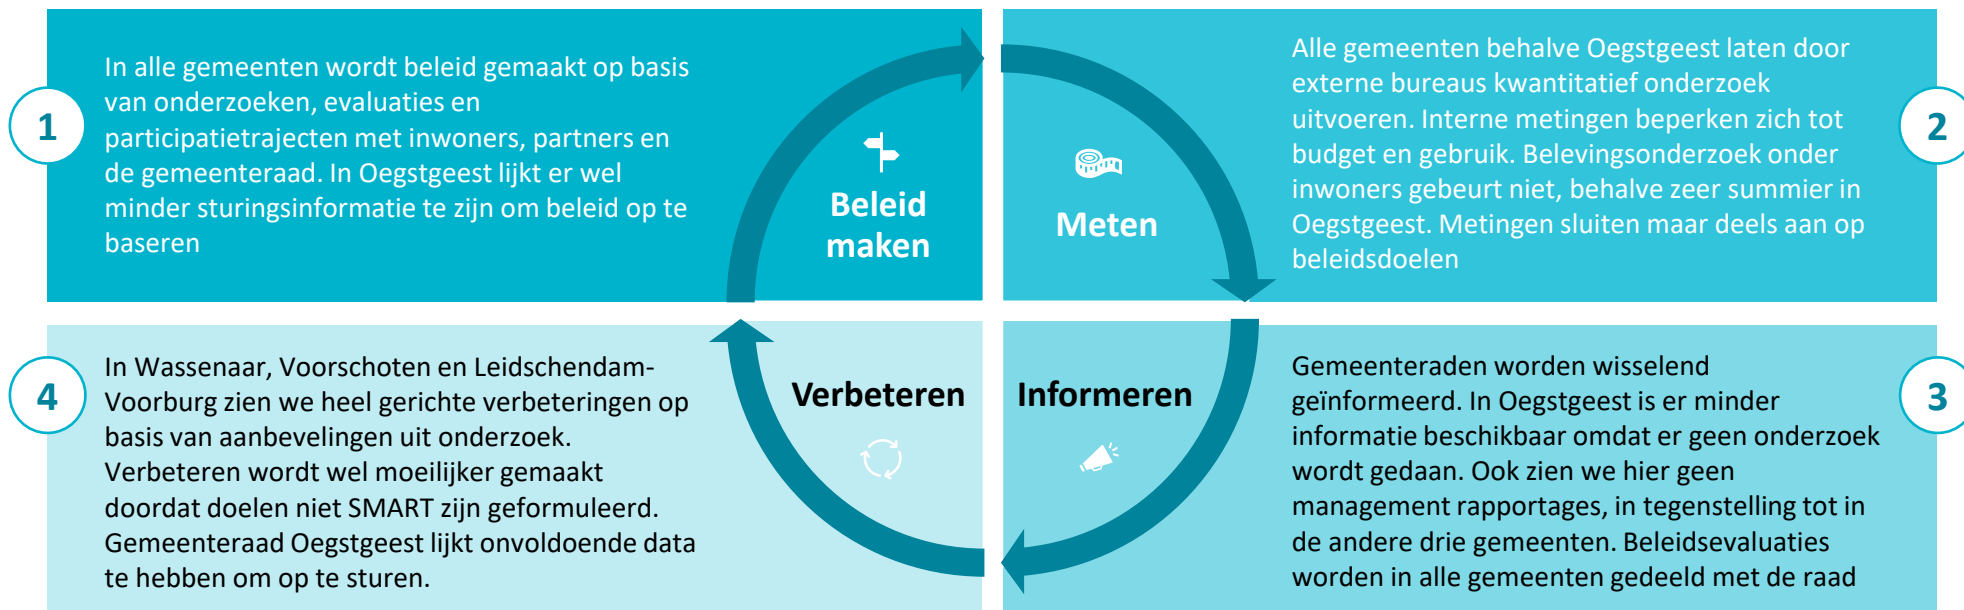 1
In alle gemeenten wordt beleid gemaakt op basis
van onderzoeken, evaluaties en
participatietrajecten met inwoners, partners en
de gemeenteraad. In Oegstgeest lijkt er wel
minder sturingsinformatie te zijn om beleid op te
baseren
Beleid
maken
Meten
Alle gemeenten behalve Oegstgeest laten door
externe bureaus kwantitatief onderzoek
uitvoeren. Interne metingen beperken zich tot
budget en gebruik. Belevingsonderzoek onder
inwoners gebeurt niet, behalve zeer summier in
Oegstgeest. Metingen sluiten maar deels aan op
beleidsdoelen
2
Informeren
Gemeenteraden worden wisselend
geïnformeerd. In Oegstgeest is er minder
informatie beschikbaar omdat er geen onderzoek
wordt gedaan. Ook zien we hier geen
management rapportages, in tegenstelling tot in
de andere drie gemeenten. Beleidsevaluaties
worden in alle gemeenten gedeeld met de raad
3
4
In Wassenaar, Voorschoten en Leidschendam-
Voorburg zien we heel gerichte verbeteringen op
basis van aanbevelingen uit onderzoek.
Verbeteren wordt wel moeilijker gemaakt
doordat doelen niet SMART zijn geformuleerd.
Gemeenteraad Oegstgeest lijkt onvoldoende data
te hebben om op te sturen.
Verbeteren